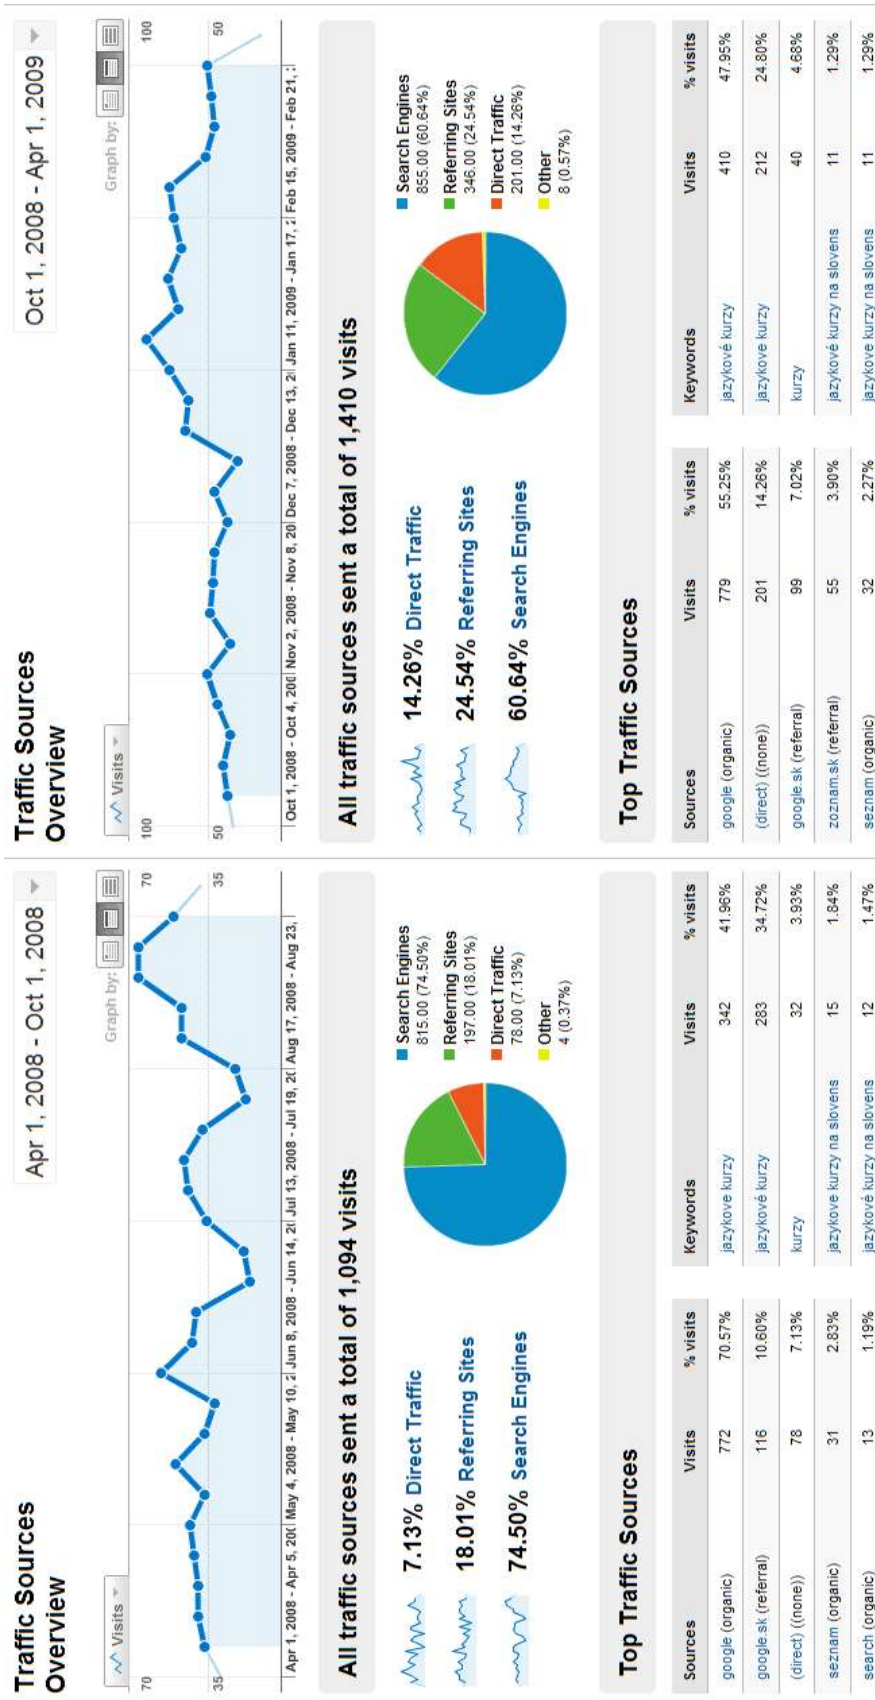 Traffic Sources
Overview
Apr 1, 2008 - Oct 1, 2008
Visits
Graph by:
70
70
35
35
Apr 1, 2008 - Apr 5, 200
May 4, 2008 - May 10, 2
Jun 8, 2008 - Jun 14, 20
Jul 13, 2008 - Jul 19, 20
Aug 17, 2008 - Aug 23,
All traffic sources sent a total of 1,094 visits
7.13% Direct Traffic
18.01% Referring Sites
74.50% Search Engines
Search Engines
815.00 (74.50%)
Referring Sites
197.00 (18.01%)
Direct Traffic
78.00 (7.13%)
Other
4 (0.37%)
Top Traffic Sources
Sources Visits % visits Keywords Visits % visits
google (organic) 772 70.57% jazykove kurzy 342 41.96%
google.sk (referral) 116 10.60% jazykové kurzy 283 34.72%
(direct) ((none)) 78 7.13% kurzy 32 3.93%
seznam (organic) 31 2.83% jazykove kurzy na slovens 15 1.84%
search (organic) 13 1.19% jazykové kurzy na slovens 12 1.47%
Traffic Sources
Overview
Oct 1, 2008 - Apr 1, 2009
Visits
Graph by:
100
100
50
50
Oct 1, 2008 - Oct 4, 200
Nov 2, 2008 - Nov 8, 20
Dec 7, 2008 - Dec 13, 2
Jan 11, 2009 - Jan 17, 2
Feb 15, 2009 - Feb 21, 2
All traffic sources sent a total of 1,410 visits
14.26% Direct Traffic
24.54% Referring Sites
60.64% Search Engines
Search Engines
855.00 (60.64%)
Referring Sites
346.00 (24.54%)
Direct Traffic
201.00 (14.26%)
Other
8 (0.57%)
Top Traffic Sources
Sources Visits % visits Keywords Visits % visits
google (organic) 779 55.25% jazykové kurzy 410 47.95%
(direct) ((none)) 201 14.26% jazykove kurzy 212 24.80%
google.sk (referral) 99 7.02% kurzy 40 4.68%
zoznam.sk (referral) 55 3.90% jazykové kurzy na slovens 11 1.29%
seznam (organic) 32 2.27% jazykové kurzy na slovens 11 1.29%